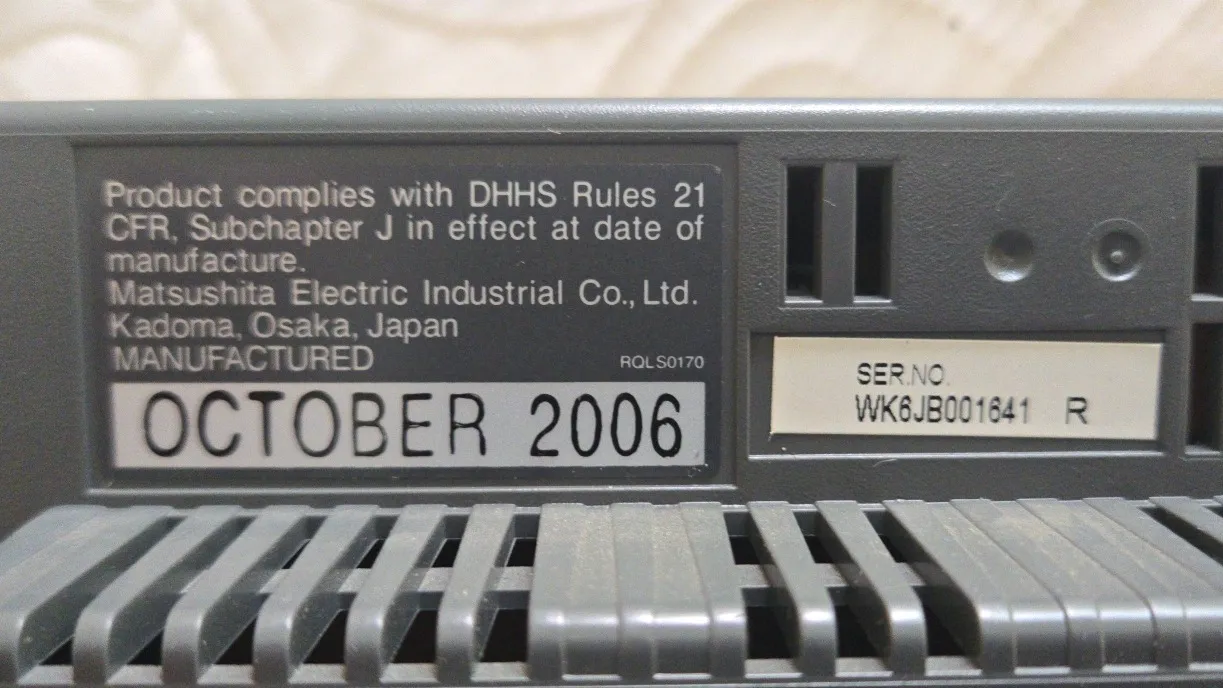 Product complies with DHHS Rules 21
CFR, Subchapter J in effect at date of
manufacture.
Matsushita Electric Industrial Co., Ltd.
Kadoma, Osaka, Japan
MANUFACTURED RQLS0170
OCTOBER 2006
SER.NO.
WK6JB001641 R